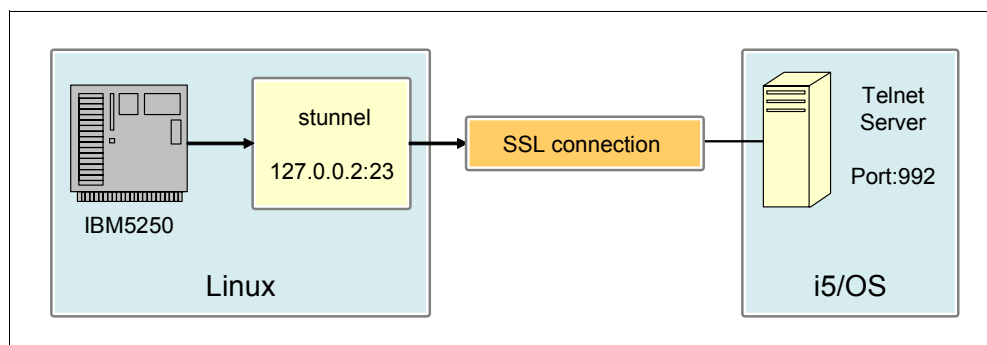 stunnel
127.0.0.2:23
IBM5250
Linux
SSL connection
Telnet
Server
Port:992
i5/OS